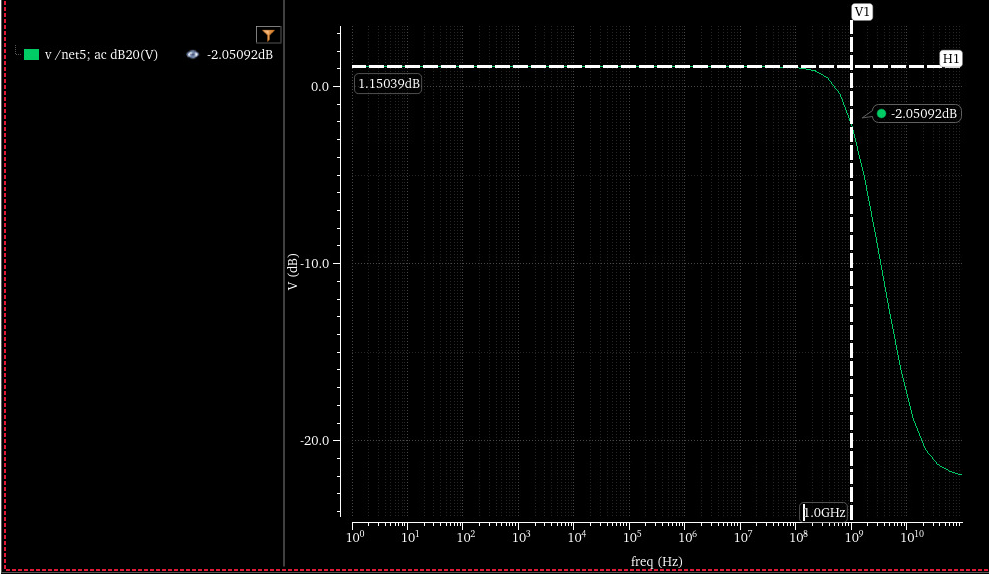 V1
v /net5; ac dB20(V) -2.05092dB
H1
1.15039dB
0.0
-2.05092dB
V (dB)
-10.0
-20.0
1.0GHz
10^0 10^1 10^2 10^3 10^4 10^5 10^6 10^7 10^8 10^9 10^10
freq (Hz)